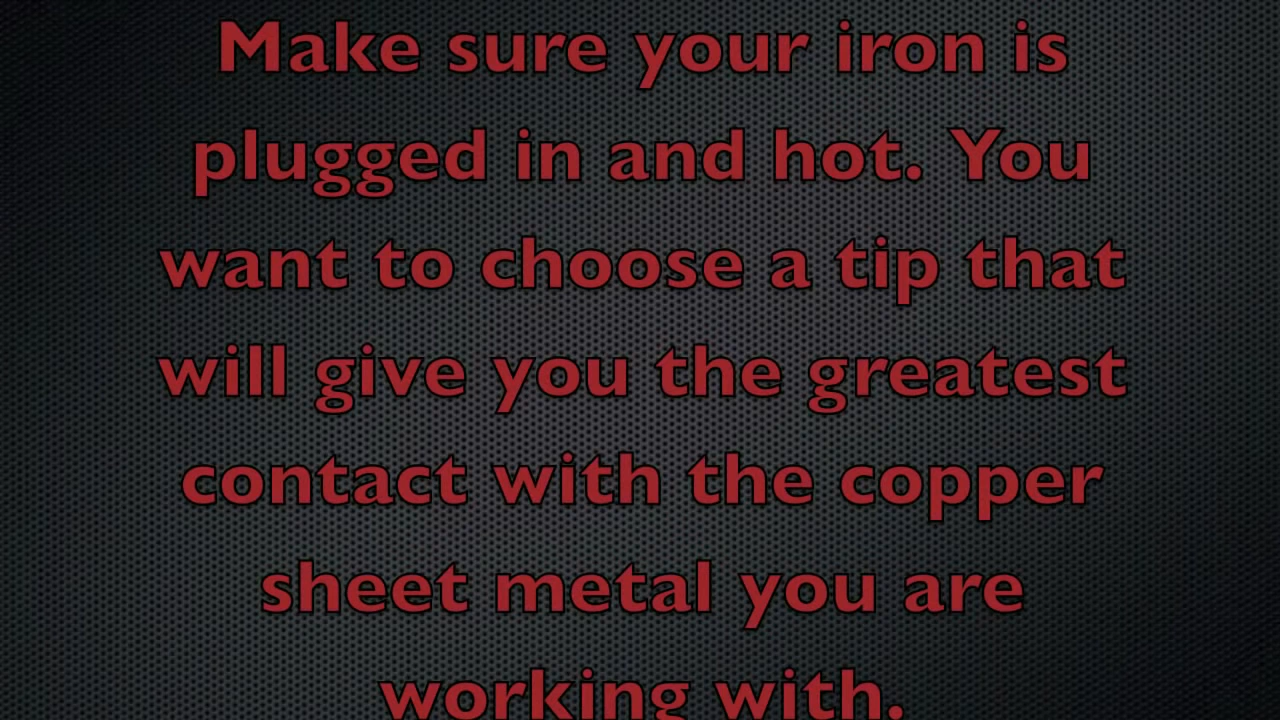 Make sure your iron is
plugged in and hot. You
want to choose a tip that
will give you the greatest
contact with the copper
sheet metal you are
working with.